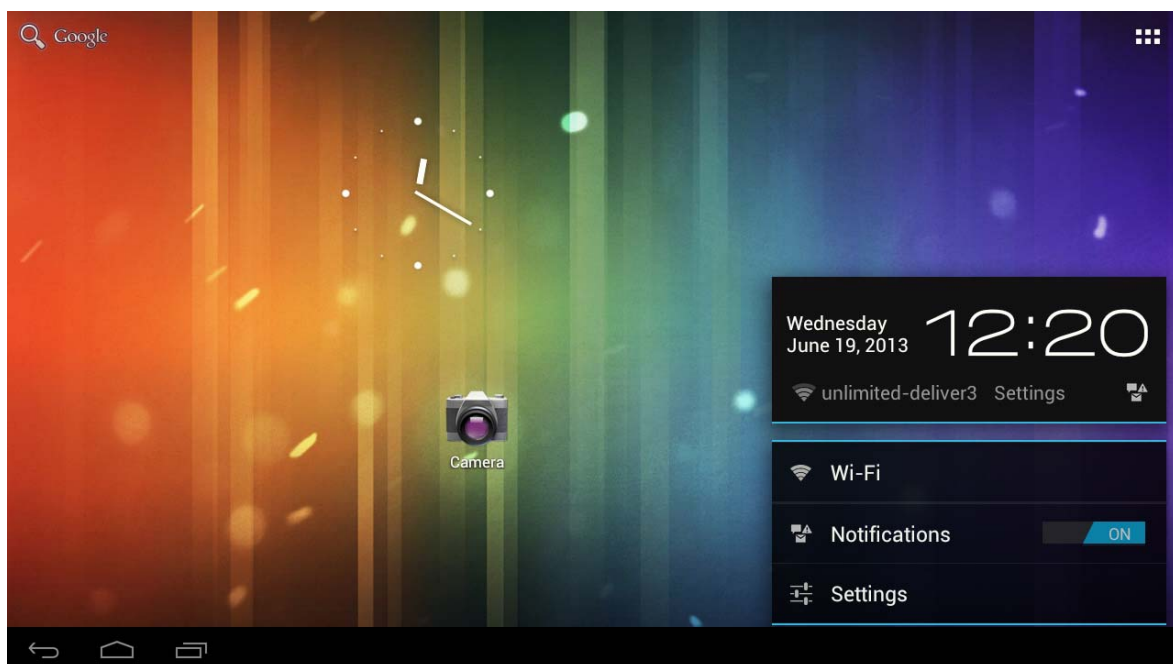 Google
Wednesday
June 19, 2013
12:20
unlimited-deliver3 Settings
Camera
Wi-Fi
Notifications ON
Settings